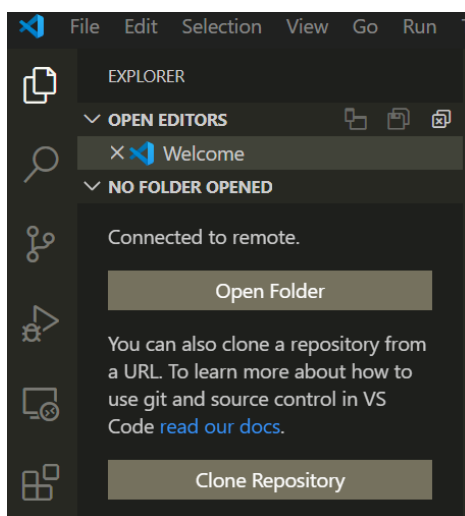 File Edit Selection View Go Run
EXPLORER
OPEN EDITORS
Welcome
NO FOLDER OPENED
Connected to remote.
Open Folder
You can also clone a repository from
a URL. To learn more about how to
use git and source control in VS
Code read our docs.
Clone Repository